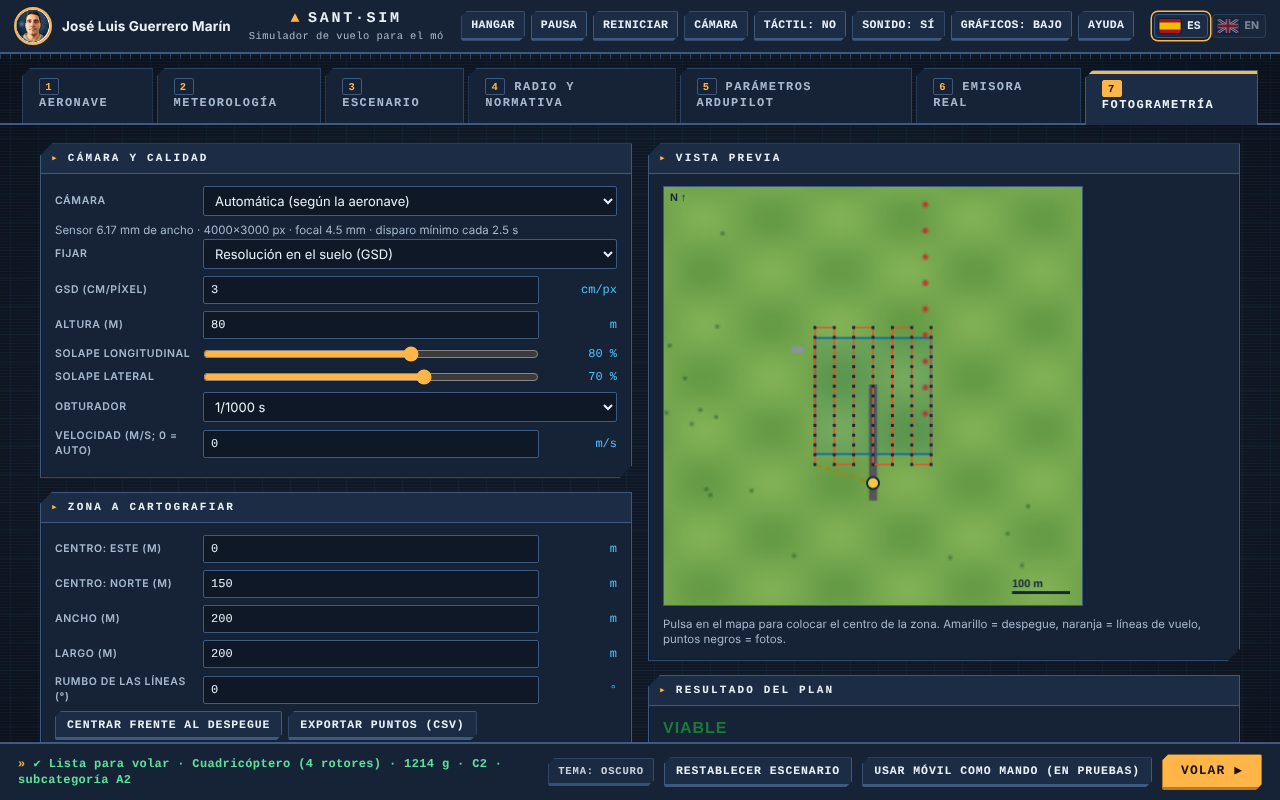 José Luis Guerrero Marín
▲ SANT·SIM
Simulador de vuelo para el mó
HANGAR
PAUSA
REINICIAR
CÁMARA
TÁCTIL: NO
SONIDO: SÍ
GRÁFICOS: BAJO
AYUDA
ES
EN
1 AERONAVE
2 METEOROLOGÍA
3 ESCENARIO
4 RADIO Y NORMATIVA
5 PARÁMETROS ARDUPILOT
6 EMISORA REAL
7 FOTOGRAMETRÍA
▸ CÁMARA Y CALIDAD
CÁMARA
Automática (según la aeronave)
Sensor 6.17 mm de ancho · 4000×3000 px · focal 4.5 mm · disparo mínimo cada 2.5 s
FIJAR
Resolución en el suelo (GSD)
GSD (CM/PÍXEL)
3
cm/px
ALTURA (M)
80
m
SOLAPE LONGITUDINAL
80 %
SOLAPE LATERAL
70 %
OBTURADOR
1/1000 s
VELOCIDAD (M/S; 0 = AUTO)
0
m/s
▸ ZONA A CARTOGRAFIAR
CENTRO: ESTE (M)
0
m
CENTRO: NORTE (M)
150
m
ANCHO (M)
200
m
LARGO (M)
200
m
RUMBO DE LAS LÍNEAS (°)
0
°
CENTRAR FRENTE AL DESPEGUE
EXPORTAR PUNTOS (CSV)
▸ VISTA PREVIA
N ↑
100 m
Pulsa en el mapa para colocar el centro de la zona. Amarillo = despegue, naranja = líneas de vuelo,
puntos negros = fotos.
▸ RESULTADO DEL PLAN
VIABLE
» ✔ Lista para volar · Cuadricóptero (4 rotores) · 1214 g · C2 ·
subcategoría A2
TEMA: OSCURO
RESTABLECER ESCENARIO
USAR MÓVIL COMO MANDO (EN PRUEBAS)
VOLAR ▶